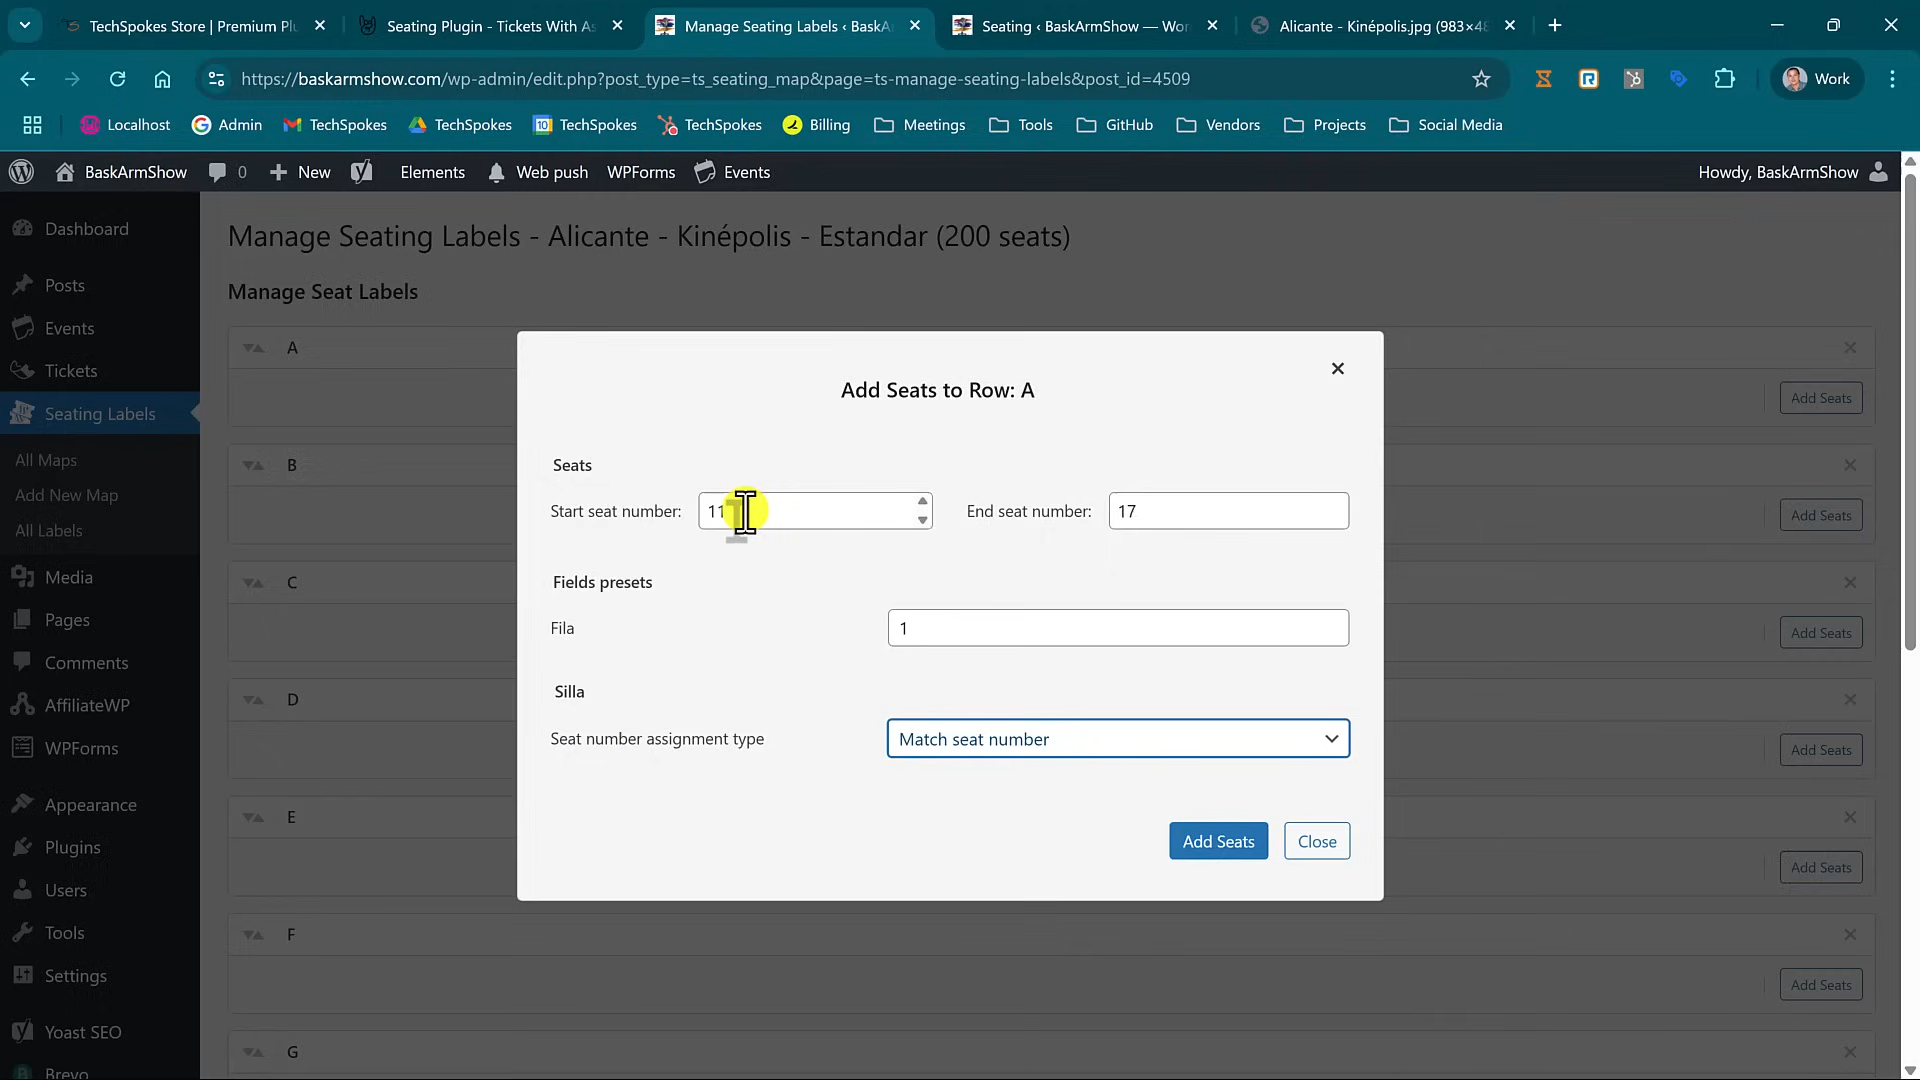 TechSpokes Store | Premium Plu
Seating Plugin - Tickets With As
Manage Seating Labels ‹ BaskA
Seating ‹ BaskArmShow — Wor
Alicante - Kinépolis.jpg (983×48
https://baskarmshow.com/wp-admin/edit.php?post_type=ts_seating_map&page=ts-manage-seating-labels&post_id=4509
Work
Localhost
Admin
TechSpokes
TechSpokes
10 TechSpokes
TechSpokes
Billing
Meetings
Tools
GitHub
Vendors
Projects
Social Media
BaskArmShow
0
New
Elements
Web push
WPForms
Events
Howdy, BaskArmShow
Dashboard
Posts
Events
Tickets
Seating Labels
All Maps
Add New Map
All Labels
Media
Pages
Comments
AffiliateWP
WPForms
Appearance
Plugins
Users
Tools
Settings
Yoast SEO
Brevo
Manage Seating Labels - Alicante - Kinépolis - Estandar (200 seats)
Manage Seat Labels
A
Add Seats
B
Add Seats
C
Add Seats
D
Add Seats
E
Add Seats
F
Add Seats
G
Add Seats to Row: A
Seats
Start seat number: 11
End seat number: 17
Fields presets
Fila 1
Silla
Seat number assignment type Match seat number
Add Seats
Close